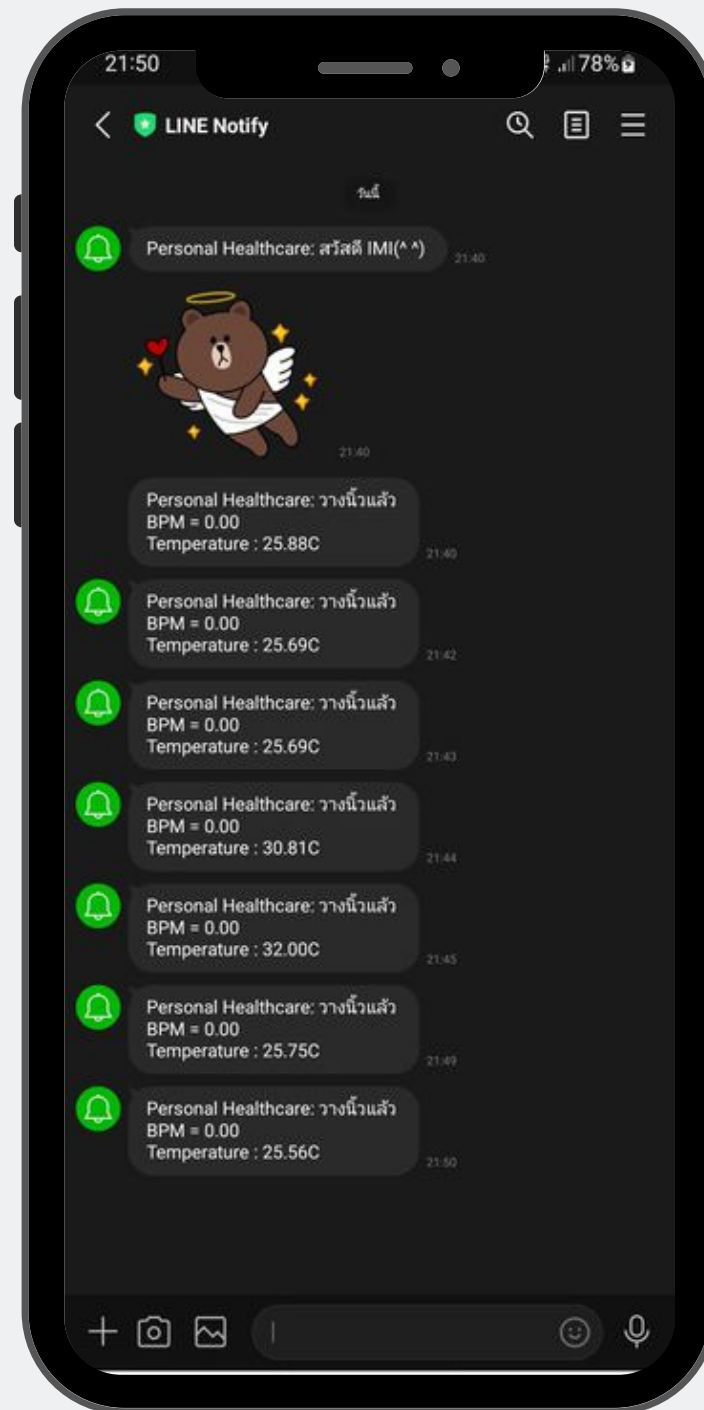 21:50
78%
LINE Notify
วันนี้
Personal Healthcare: สวัสดี IMI(^ ^)
21:40
21:40
Personal Healthcare: วางนิ้วแล้ว
BPM = 0.00
Temperature : 25.88C
21:40
Personal Healthcare: วางนิ้วแล้ว
BPM = 0.00
Temperature : 25.69C
21:42
Personal Healthcare: วางนิ้วแล้ว
BPM = 0.00
Temperature : 25.69C
21:43
Personal Healthcare: วางนิ้วแล้ว
BPM = 0.00
Temperature : 30.81C
21:44
Personal Healthcare: วางนิ้วแล้ว
BPM = 0.00
Temperature : 32.00C
21:45
Personal Healthcare: วางนิ้วแล้ว
BPM = 0.00
Temperature : 25.75C
21:49
Personal Healthcare: วางนิ้วแล้ว
BPM = 0.00
Temperature : 25.56C
21:50